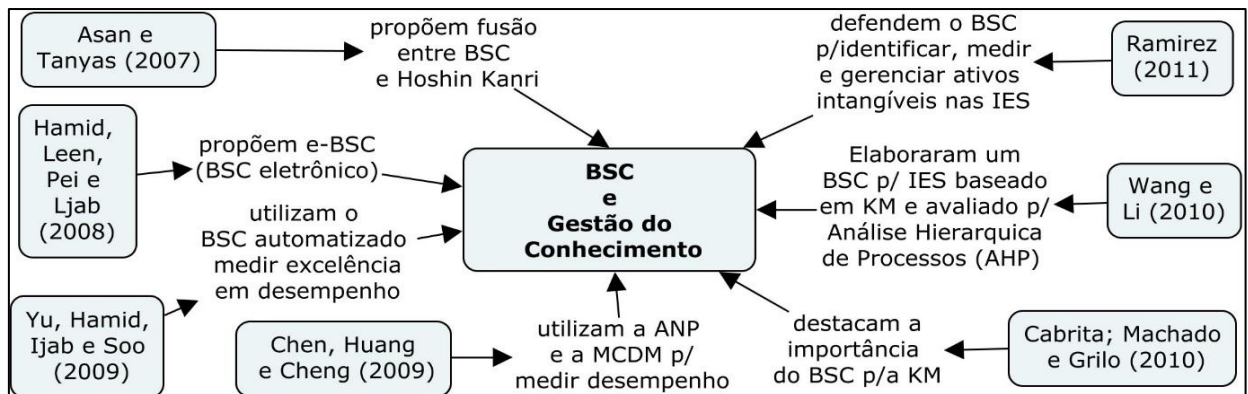 Asan e
Tanyas (2007)
propõem fusão
entre BSC
e Hoshin Kanri
defendem o BSC
p/identificar, medir
e gerenciar ativos
intangíveis nas IES
Ramirez
(2011)
Hamid,
Leen,
Pei e
Ljab
(2008)
propõem e-BSC
(BSC eletrônico)
BSC
e
Gestão do
Conhecimento
Elaboraram um
BSC p/ IES baseado
em KM e avaliado p/
Análise Hierarquica
de Processos (AHP)
Wang e
Li (2010)
utilizam o
BSC automatizado
medir excelência
em desempenho
Yu, Hamid,
Ijab e Soo
(2009)
Chen, Huang
e Cheng (2009)
utilizam a ANP
e a MCDM p/
medir desempenho
destacam a
importância
do BSC p/a KM
Cabrita; Machado
e Grilo (2010)